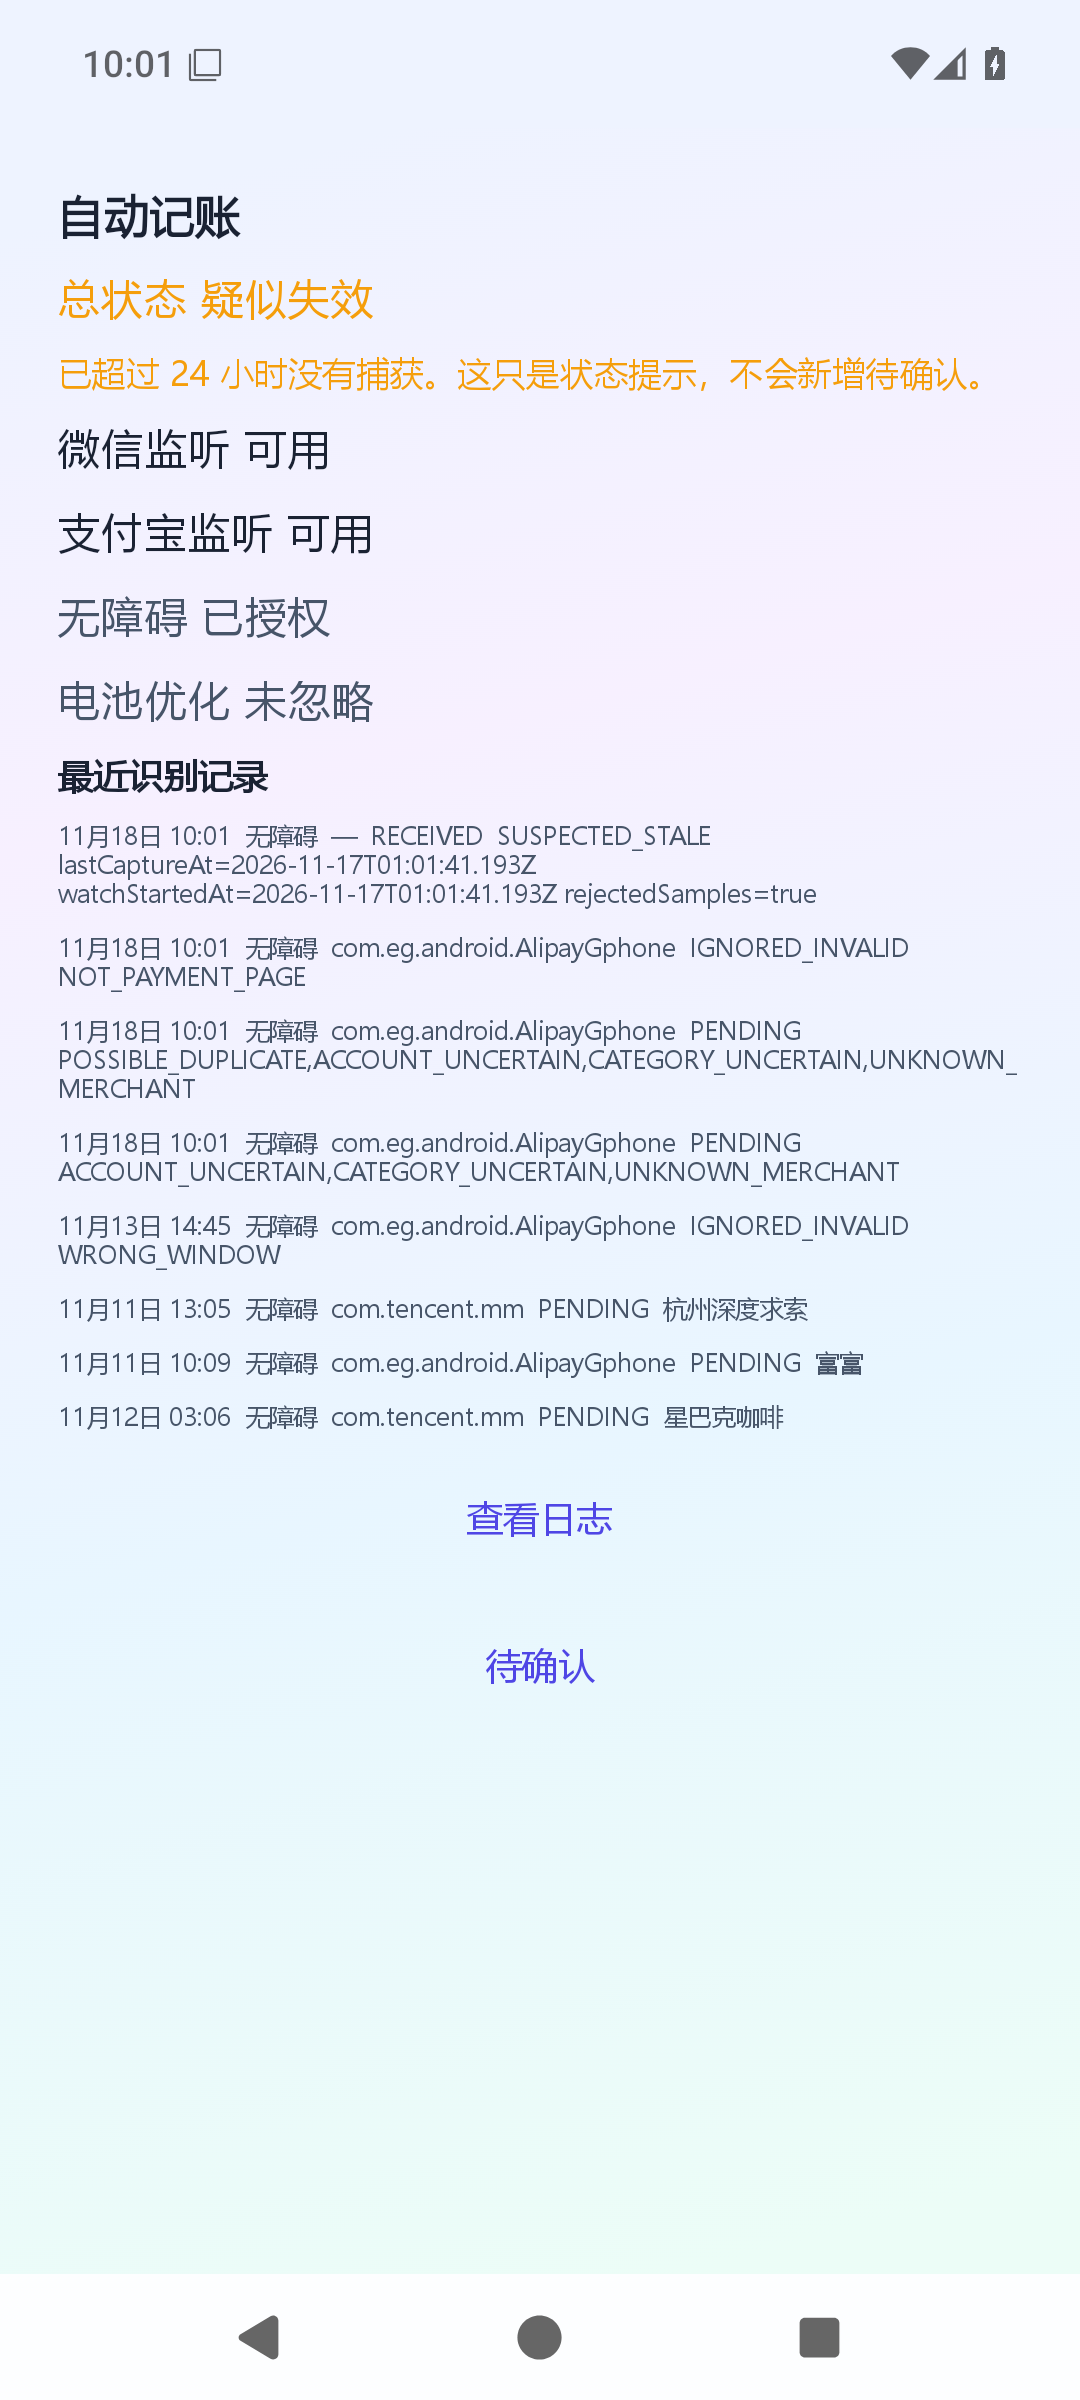 10:01
自动记账
总状态 疑似失效
已超过 24 小时没有捕获。这只是状态提示，不会新增待确认。
微信监听 可用
支付宝监听 可用
无障碍 已授权
电池优化 未忽略
最近识别记录
11月18日 10:01  无障碍  —  RECEIVED  SUSPECTED_STALE
lastCaptureAt=2026-11-17T01:01:41.193Z
watchStartedAt=2026-11-17T01:01:41.193Z rejectedSamples=true
11月18日 10:01  无障碍  com.eg.android.AlipayGphone  IGNORED_INVALID
NOT_PAYMENT_PAGE
11月18日 10:01  无障碍  com.eg.android.AlipayGphone  PENDING
POSSIBLE_DUPLICATE,ACCOUNT_UNCERTAIN,CATEGORY_UNCERTAIN,UNKNOWN_
MERCHANT
11月18日 10:01  无障碍  com.eg.android.AlipayGphone  PENDING
ACCOUNT_UNCERTAIN,CATEGORY_UNCERTAIN,UNKNOWN_MERCHANT
11月13日 14:45  无障碍  com.eg.android.AlipayGphone  IGNORED_INVALID
WRONG_WINDOW
11月11日 13:05  无障碍  com.tencent.mm  PENDING  杭州深度求索
11月11日 10:09  无障碍  com.eg.android.AlipayGphone  PENDING  富富
11月12日 03:06  无障碍  com.tencent.mm  PENDING  星巴克咖啡
查看日志
待确认